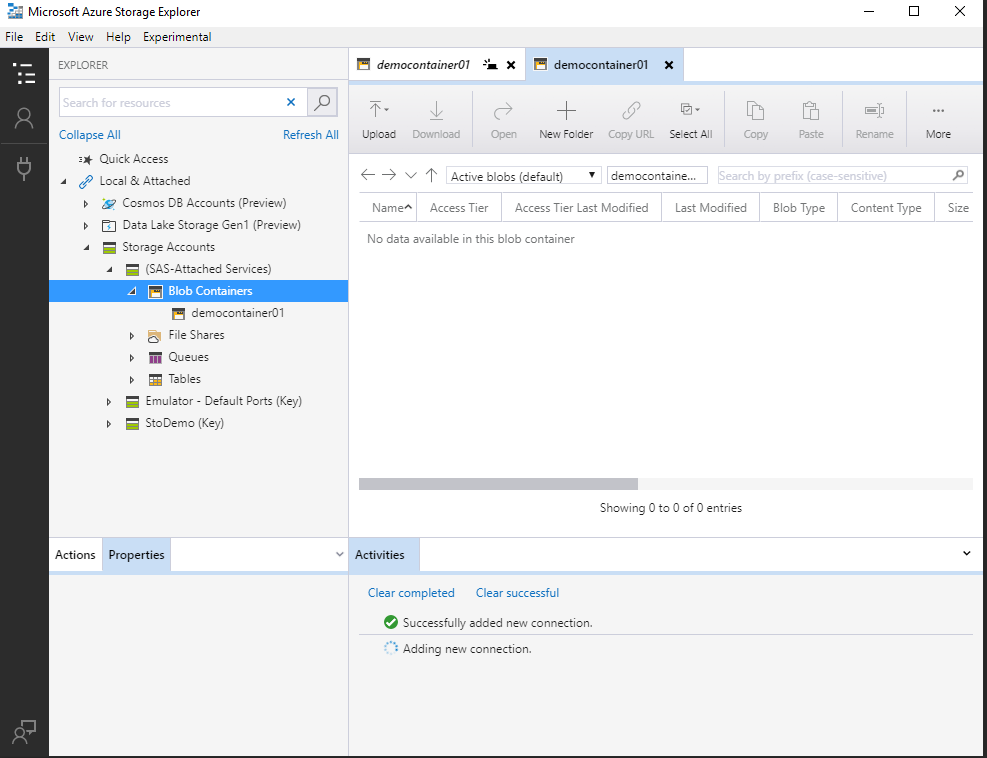 Microsoft Azure Storage Explorer
File Edit View Help Experimental
EXPLORER
Search for resources
Collapse All Refresh All
Quick Access
Local & Attached
Cosmos DB Accounts (Preview)
Data Lake Storage Gen1 (Preview)
Storage Accounts
(SAS-Attached Services)
Blob Containers
democontainer01
File Shares
Queues
Tables
Emulator - Default Ports (Key)
StoDemo (Key)
Actions Properties
democontainer01 democontainer01
Upload Download Open New Folder Copy URL Select All Copy Paste Rename More
Active blobs (default) democontaine... Search by prefix (case-sensitive)
Name Access Tier Access Tier Last Modified Last Modified Blob Type Content Type Size
No data available in this blob container
Showing 0 to 0 of 0 entries
Activities
Clear completed Clear successful
Successfully added new connection.
Adding new connection.